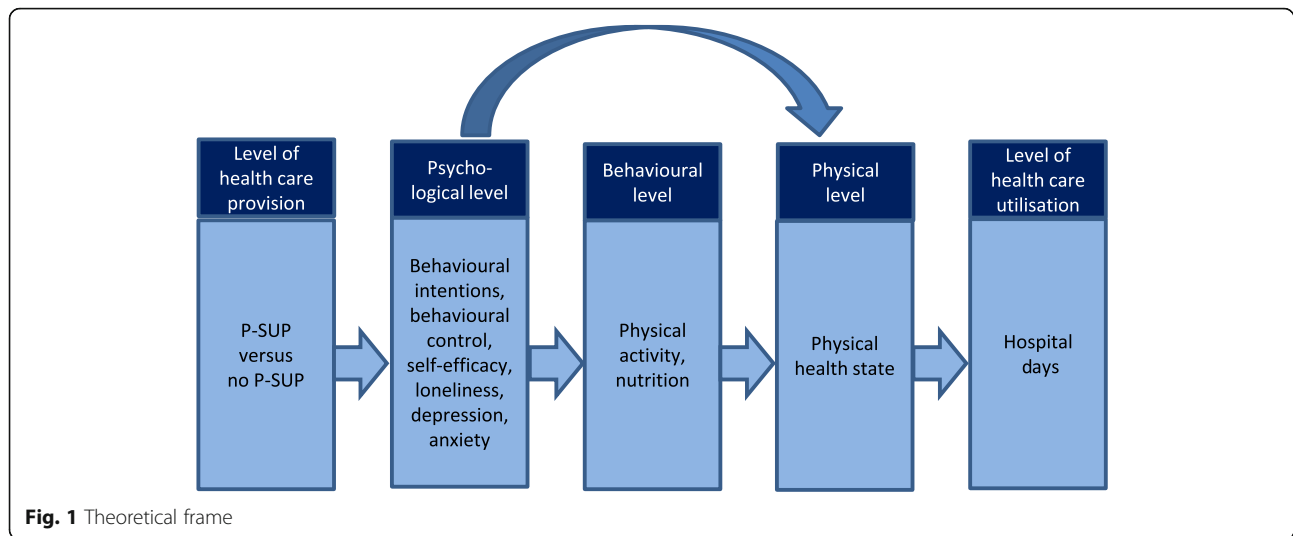 Level of
health care
provision
P-SUP
versus
no P-SUP
Psycho-
logical level
Behavioural
intentions,
behavioural
control,
self-efficacy,
loneliness,
depression,
anxiety
Behavioural
level
Physical
activity,
nutrition
Physical
level
Physical
health state
Level of
health care
utilisation
Hospital
days
Fig. 1 Theoretical frame